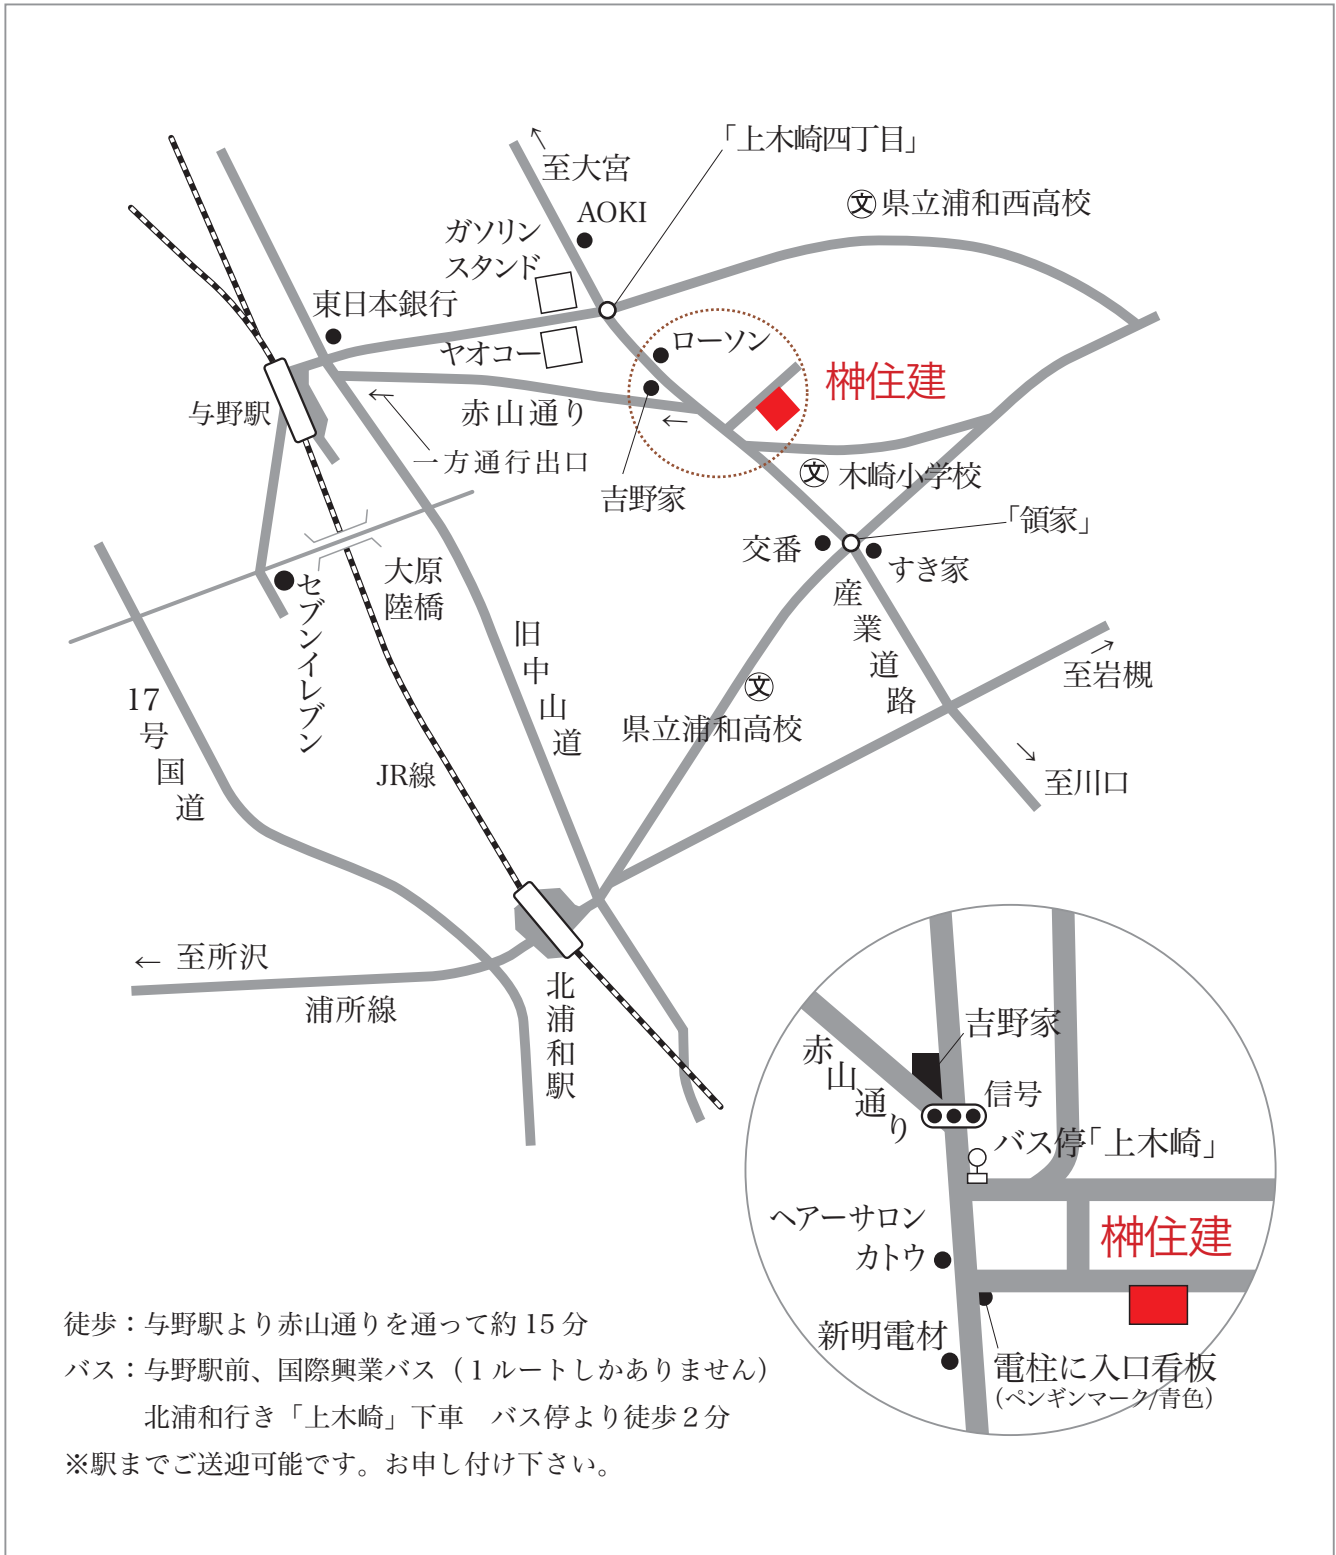 「上木崎四丁目」
至大宮
県立浦和西高校
文
AOKI
ガソリン
スタンド
東日本銀行
ローソン
ヤオコー
榊住建
与野駅
赤山通り
一方通行出口
文
木崎小学校
吉野家
「領家」
交番
すき家
大原
陸橋
セブンイレブン
産業道路
旧中山道
至岩槻
文
17号国道
県立浦和高校
JR線
至川口
至所沢
浦所線
北浦和駅
吉野家
赤山通り
信号
バス停「上木崎」
ヘアーサロン
カトウ
榊住建
新明電材
電柱に入口看板
(ペンギンマーク/青色)
徒歩：与野駅より赤山通りを通って約 15 分
バス：与野駅前、国際興業バス（１ルートしかありません）
北浦和行き「上木崎」下車　バス停より徒歩２分
※駅までご送迎可能です。お申し付け下さい。